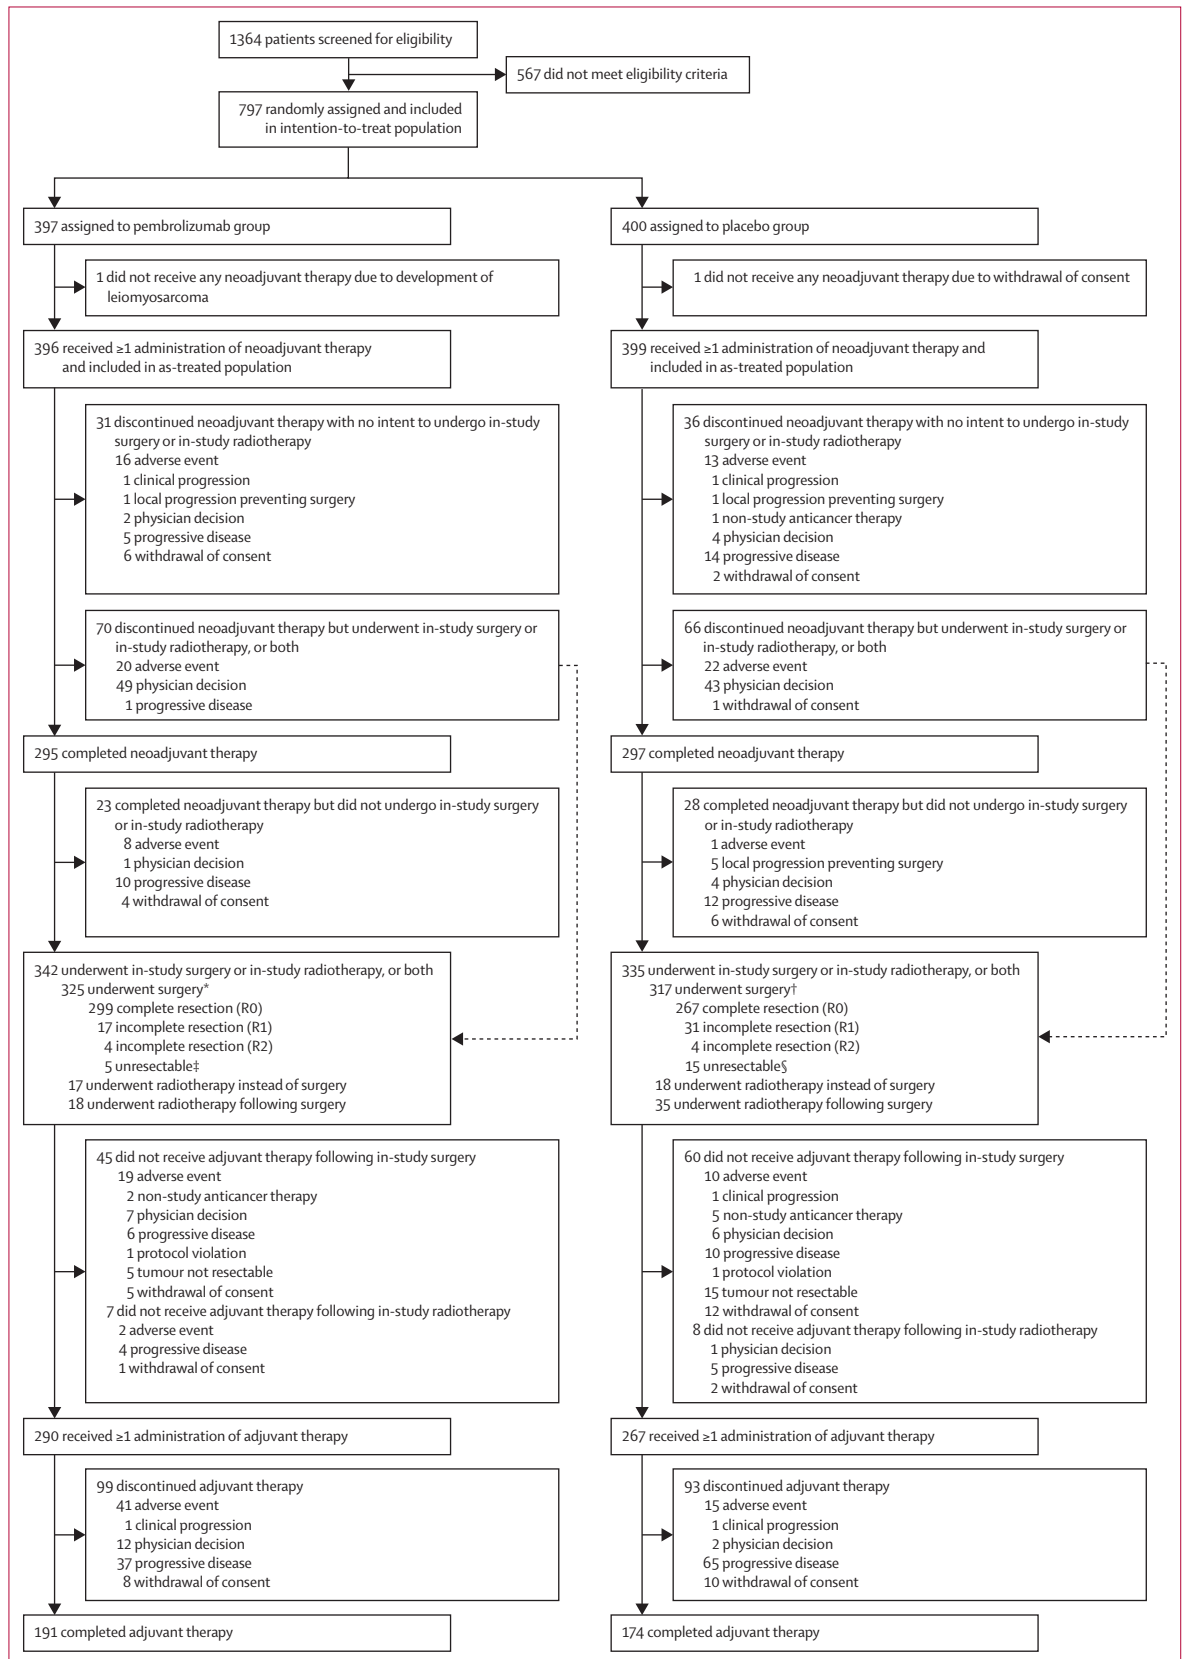 1364 patients screened for eligibility
567 did not meet eligibility criteria
797 randomly assigned and included
in intention-to-treat population
397 assigned to pembrolizumab group
1 did not receive any neoadjuvant therapy due to development of
leiomyosarcoma
396 received ≥1 administration of neoadjuvant therapy
and included in as-treated population
31 discontinued neoadjuvant therapy with no intent to undergo in-study
surgery or in-study radiotherapy
16 adverse event
1 clinical progression
1 local progression preventing surgery
2 physician decision
5 progressive disease
6 withdrawal of consent
70 discontinued neoadjuvant therapy but underwent in-study surgery or
in-study radiotherapy, or both
20 adverse event
49 physician decision
1 progressive disease
295 completed neoadjuvant therapy
23 completed neoadjuvant therapy but did not undergo in-study surgery
or in-study radiotherapy
8 adverse event
1 physician decision
10 progressive disease
4 withdrawal of consent
342 underwent in-study surgery or in-study radiotherapy, or both
325 underwent surgery*
299 complete resection (R0)
17 incomplete resection (R1)
4 incomplete resection (R2)
5 unresectable‡
17 underwent radiotherapy instead of surgery
18 underwent radiotherapy following surgery
45 did not receive adjuvant therapy following in-study surgery
19 adverse event
2 non-study anticancer therapy
7 physician decision
6 progressive disease
1 protocol violation
5 tumour not resectable
5 withdrawal of consent
7 did not receive adjuvant therapy following in-study radiotherapy
2 adverse event
4 progressive disease
1 withdrawal of consent
290 received ≥1 administration of adjuvant therapy
99 discontinued adjuvant therapy
41 adverse event
1 clinical progression
12 physician decision
37 progressive disease
8 withdrawal of consent
191 completed adjuvant therapy
400 assigned to placebo group
1 did not receive any neoadjuvant therapy due to withdrawal of consent
399 received ≥1 administration of neoadjuvant therapy and
included in as-treated population
36 discontinued neoadjuvant therapy with no intent to undergo in-study
surgery or in-study radiotherapy
13 adverse event
1 clinical progression
1 local progression preventing surgery
1 non-study anticancer therapy
4 physician decision
14 progressive disease
2 withdrawal of consent
66 discontinued neoadjuvant therapy but underwent in-study surgery or
in-study radiotherapy, or both
22 adverse event
43 physician decision
1 withdrawal of consent
297 completed neoadjuvant therapy
28 completed neoadjuvant therapy but did not undergo in-study surgery
or in-study radiotherapy
1 adverse event
5 local progression preventing surgery
4 physician decision
12 progressive disease
6 withdrawal of consent
335 underwent in-study surgery or in-study radiotherapy, or both
317 underwent surgery†
267 complete resection (R0)
31 incomplete resection (R1)
4 incomplete resection (R2)
15 unresectable§
18 underwent radiotherapy instead of surgery
35 underwent radiotherapy following surgery
60 did not receive adjuvant therapy following in-study surgery
10 adverse event
1 clinical progression
5 non-study anticancer therapy
6 physician decision
10 progressive disease
1 protocol violation
15 tumour not resectable
12 withdrawal of consent
8 did not receive adjuvant therapy following in-study radiotherapy
1 physician decision
5 progressive disease
2 withdrawal of consent
267 received ≥1 administration of adjuvant therapy
93 discontinued adjuvant therapy
15 adverse event
1 clinical progression
2 physician decision
65 progressive disease
10 withdrawal of consent
174 completed adjuvant therapy